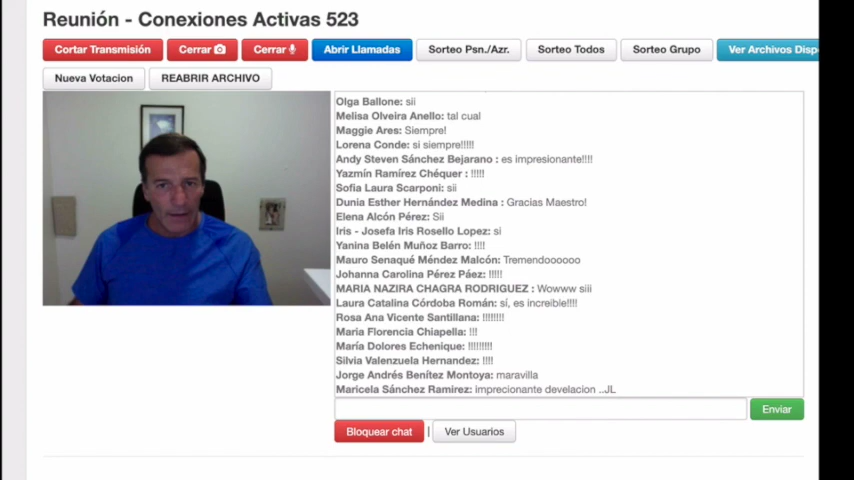 Reunión - Conexiones Activas 523
Cortar Transmisión Cerrar Cerrar Abrir Llamadas Sorteo Psn./Azr. Sorteo Todos Sorteo Grupo Ver Archivos Disp
Nueva Votacion REABRIR ARCHIVO
Olga Ballone: sii
Melisa Olveira Anello: tal cual
Maggie Ares: Siempre!
Lorena Conde: si siempre!!!!!
Andy Steven Sánchez Bejarano : es impresionante!!!!
Yazmín Ramírez Chéquer : !!!!!
Sofia Laura Scarponi: sii
Dunia Esther Hernández Medina : Gracias Maestro!
Elena Alcón Pérez: Sii
Iris - Josefa Iris Rosello Lopez: si
Yanina Belén Muñoz Barro: !!!!
Mauro Senaqué Méndez Malcón: Tremendoooooo
Johanna Carolina Pérez Páez: !!!!!
MARIA NAZIRA CHAGRA RODRIGUEZ : Wowww siii
Laura Catalina Córdoba Román: sí, es increible!!!!
Rosa Ana Vicente Santillana: !!!!!!!!
Maria Florencia Chiapella: !!!
María Dolores Echenique: !!!!!!!!!
Silvia Valenzuela Hernandez: !!!!
Jorge Andrés Benítez Montoya: maravilla
Maricela Sánchez Ramirez: imprecionante develacion ..JL
Enviar
Bloquear chat | Ver Usuarios